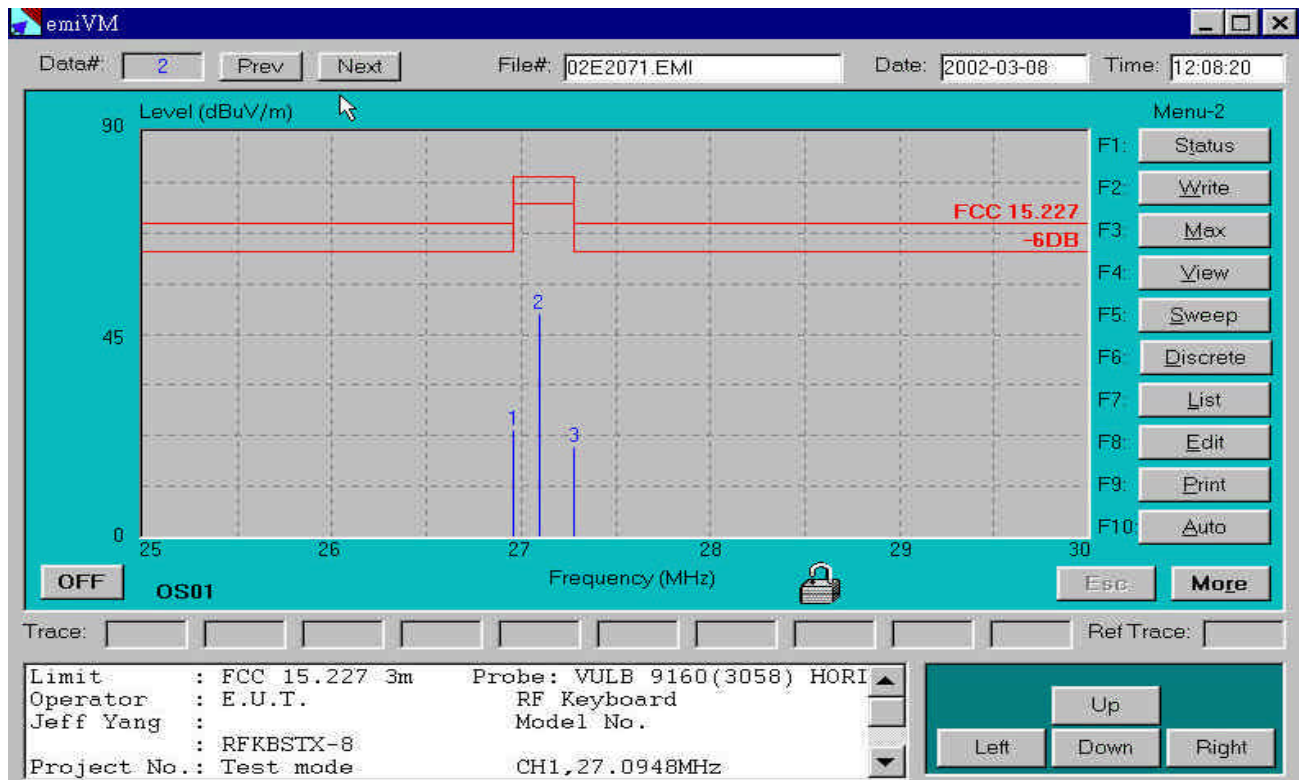 emiVM
Data#: 2 Prev Next File#: 02E2071.EMI Date: 2002-03-08 Time: 12:08:20
Level (dBuV/m) Menu-2
90
F1: Status
F2: Write
FCC 15.227
F3: Max
-6DB
F4: View
2
F5: Sweep
45
F6: Discrete
F7: List
1
3
F8: Edit
F9: Print
0
F10: Auto
25 26 27 28 29 30
Frequency (MHz)
OFF OS01 Esc More
Trace: Ref Trace:
Limit : FCC 15.227 3m Probe: VULB 9160(3058) HORI
Operator : E.U.T. RF Keyboard
Jeff Yang : Model No.
: RFKBSTX-8
Project No.: Test mode CH1,27.0948MHz
Up
Left Down Right